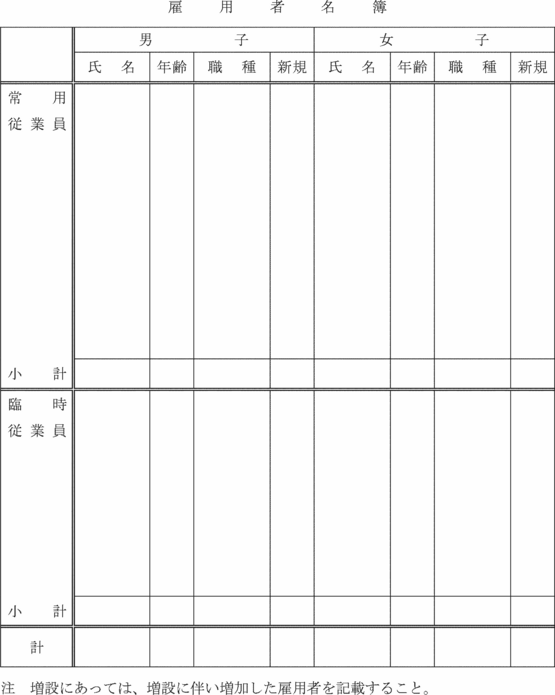 雇用者名簿
男子 女子
氏名 年齢 職種 新規 氏名 年齢 職種 新規
常用
従業員
小計
臨時
従業員
小計
計
注　増設にあっては、増設に伴い増加した雇用者を記載すること。